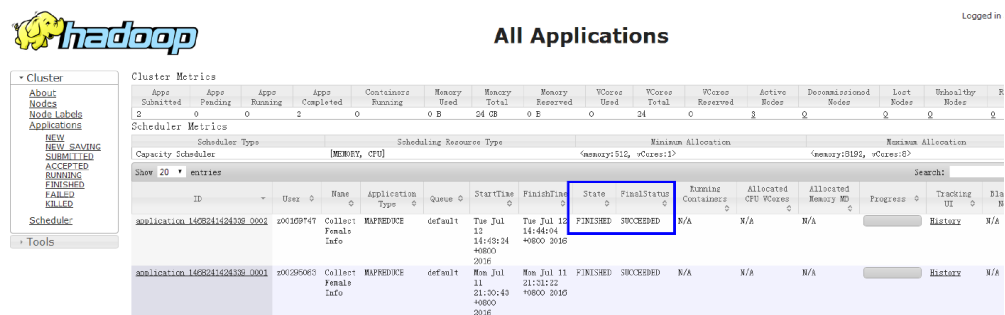 Logged in
hadoop
All Applications
Cluster
About
Nodes
Node Labels
Applications
NEW
NEW_SAVING
SUBMITTED
ACCEPTED
RUNNING
FINISHED
FAILED
KILLED
Scheduler
Tools
Cluster Metrics
Apps Submitted Apps Pending Apps Running Apps Completed Containers Running Memory Used Memory Total Memory Reserved VCores Used VCores Total VCores Reserved Active Nodes Decommissioned Nodes Lost Nodes Unhealthy Nodes
2 0 0 2 0 0 B 24 GB 0 B 0 24 0 3 0 0 0
Scheduler Metrics
Scheduler Type Scheduling Resource Type Minimum Allocation Maximum Allocation
Capacity Scheduler [MEMORY, CPU] <memory:512, vCores:1> <memory:8192, vCores:8>
Show 20 entries Search:
ID User Name Application Type Queue StartTime FinishTime State FinalStatus Running Containers Allocated CPU VCores Allocated Memory MB Progress Tracking UI
application_1468241424339_0002 z00169747 Collect Female Info MAPREDUCE default Tue Jul 12 14:43:24 +0800 2016 Tue Jul 12 14:44:04 +0800 2016 FINISHED SUCCEEDED N/A N/A N/A History N/A
application_1468241424339_0001 z00295063 Collect Female Info MAPREDUCE default Mon Jul 11 21:30:43 +0800 2016 Mon Jul 11 21:31:22 +0800 2016 FINISHED SUCCEEDED N/A N/A N/A History N/A